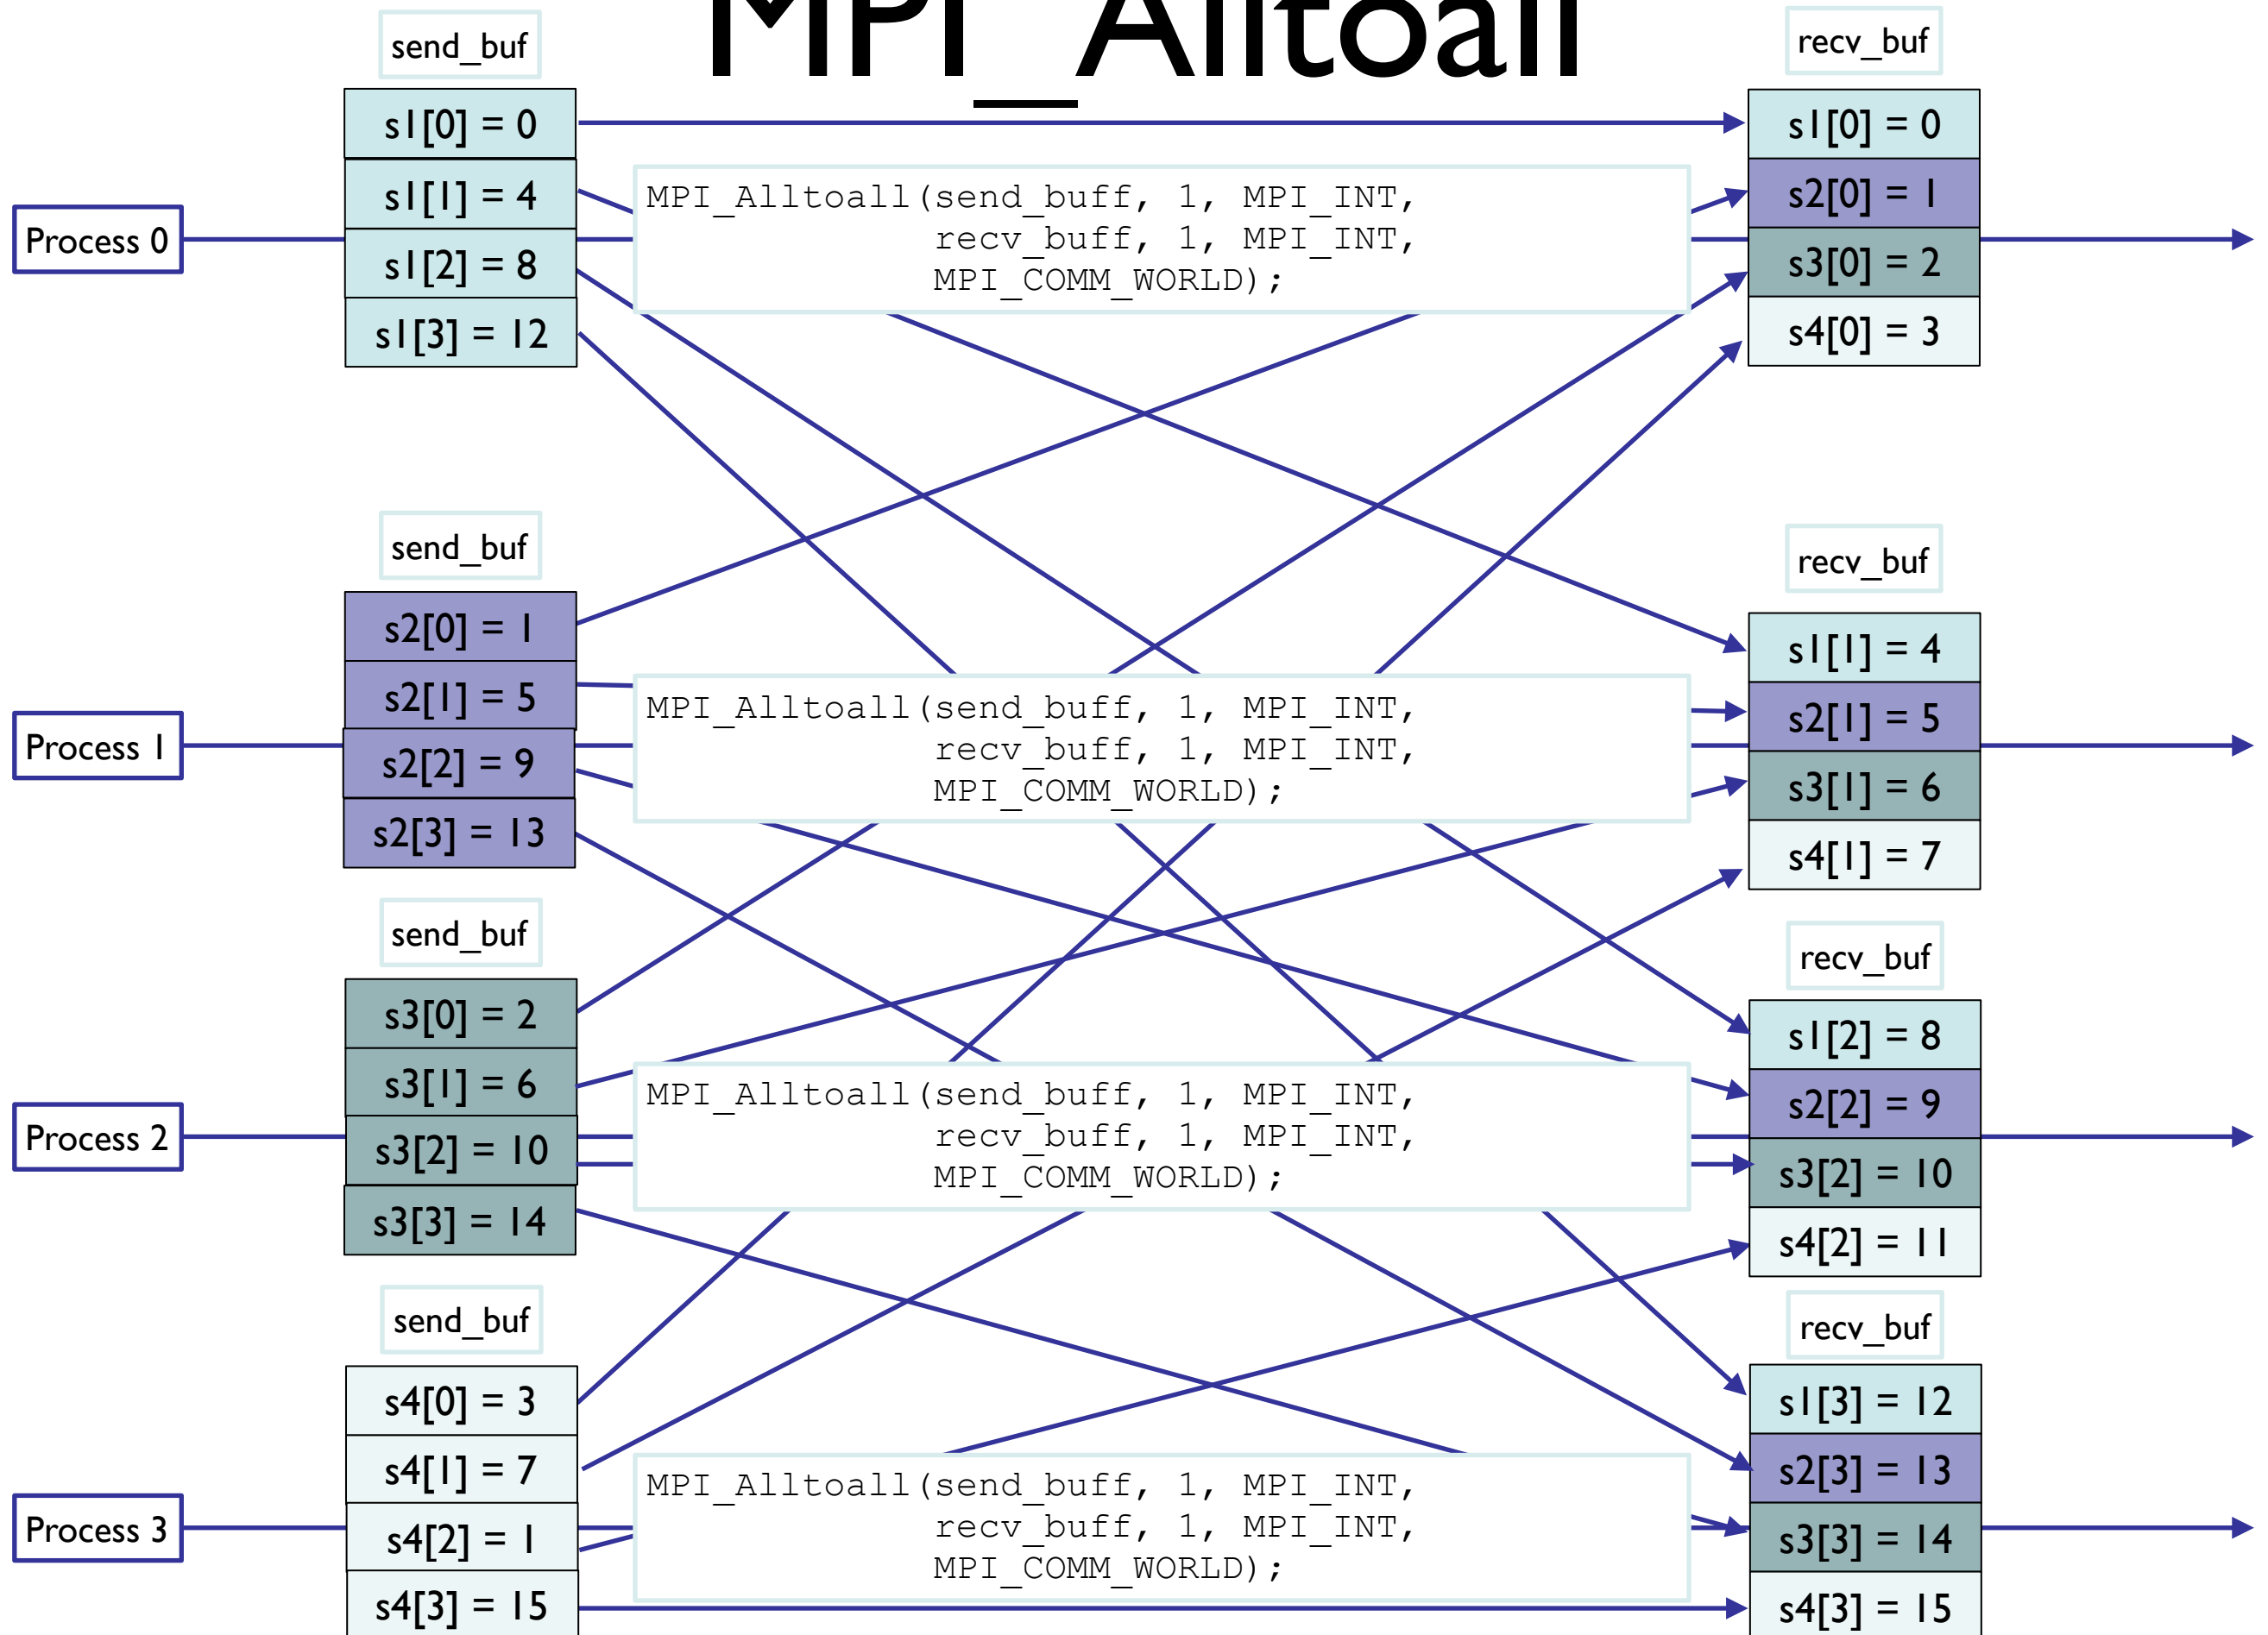 MPI_Alltoall
send_buf
recv_buf
s1[0] = 0
s1[1] = 4
s1[2] = 8
s1[3] = 12
Process 0
MPI_Alltoall(send_buff, 1, MPI_INT,
recv_buff, 1, MPI_INT,
MPI_COMM_WORLD);
s1[0] = 0
s2[0] = 1
s3[0] = 2
s4[0] = 3
send_buf
recv_buf
s2[0] = 1
s2[1] = 5
s2[2] = 9
s2[3] = 13
Process 1
MPI_Alltoall(send_buff, 1, MPI_INT,
recv_buff, 1, MPI_INT,
MPI_COMM_WORLD);
s1[1] = 4
s2[1] = 5
s3[1] = 6
s4[1] = 7
send_buf
recv_buf
s3[0] = 2
s3[1] = 6
s3[2] = 10
s3[3] = 14
Process 2
MPI_Alltoall(send_buff, 1, MPI_INT,
recv_buff, 1, MPI_INT,
MPI_COMM_WORLD);
s1[2] = 8
s2[2] = 9
s3[2] = 10
s4[2] = 11
send_buf
recv_buf
s4[0] = 3
s4[1] = 7
s4[2] = 1
s4[3] = 15
Process 3
MPI_Alltoall(send_buff, 1, MPI_INT,
recv_buff, 1, MPI_INT,
MPI_COMM_WORLD);
s1[3] = 12
s2[3] = 13
s3[3] = 14
s4[3] = 15